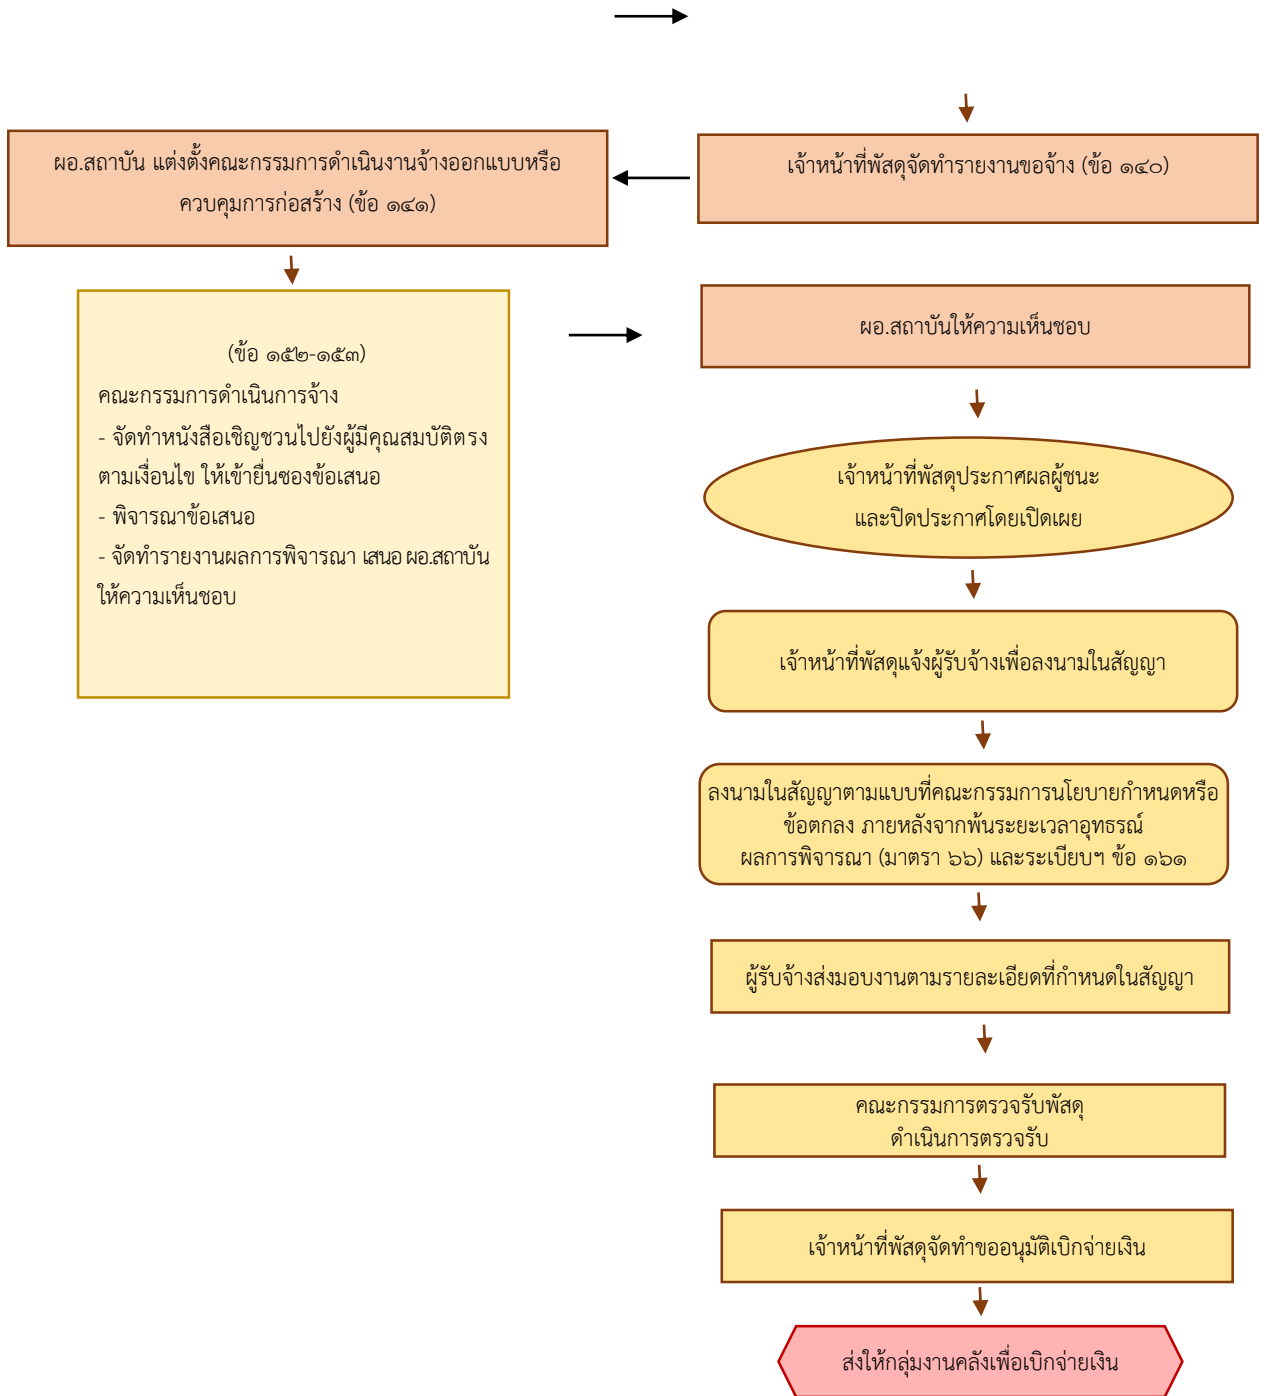 เจ้าหน้าที่พัสดุจัดทำรายงานขอจ้าง (ข้อ ๑๔๐)
ผอ.สถาบัน แต่งตั้งคณะกรรมการดำเนินงานจ้างออกแบบหรือ
ควบคุมการก่อสร้าง (ข้อ ๑๔๑)
(ข้อ ๑๕๒-๑๕๓)
คณะกรรมการดำเนินการจ้าง
- จัดทำหนังสือเชิญชวนไปยังผู้มีคุณสมบัติตรง
ตามเงื่อนไข ให้เข้ายื่นซองข้อเสนอ
- พิจารณาข้อเสนอ
- จัดทำรายงานผลการพิจารณา เสนอ ผอ.สถาบัน
ให้ความเห็นชอบ
ผอ.สถาบันให้ความเห็นชอบ
เจ้าหน้าที่พัสดุประกาศผลผู้ชนะ
และปิดประกาศโดยเปิดเผย
เจ้าหน้าที่พัสดุแจ้งผู้รับจ้างเพื่อลงนามในสัญญา
ลงนามในสัญญาตามแบบที่คณะกรรมการนโยบายกำหนดหรือ
ข้อตกลง ภายหลังจากพ้นระยะเวลาอุทธรณ์
ผลการพิจารณา (มาตรา ๖๖) และระเบียบฯ ข้อ ๑๖๑
ผู้รับจ้างส่งมอบงานตามรายละเอียดที่กำหนดในสัญญา
คณะกรรมการตรวจรับพัสดุ
ดำเนินการตรวจรับ
เจ้าหน้าที่พัสดุจัดทำขออนุมัติเบิกจ่ายเงิน
ส่งให้กลุ่มงานคลังเพื่อเบิกจ่ายเงิน